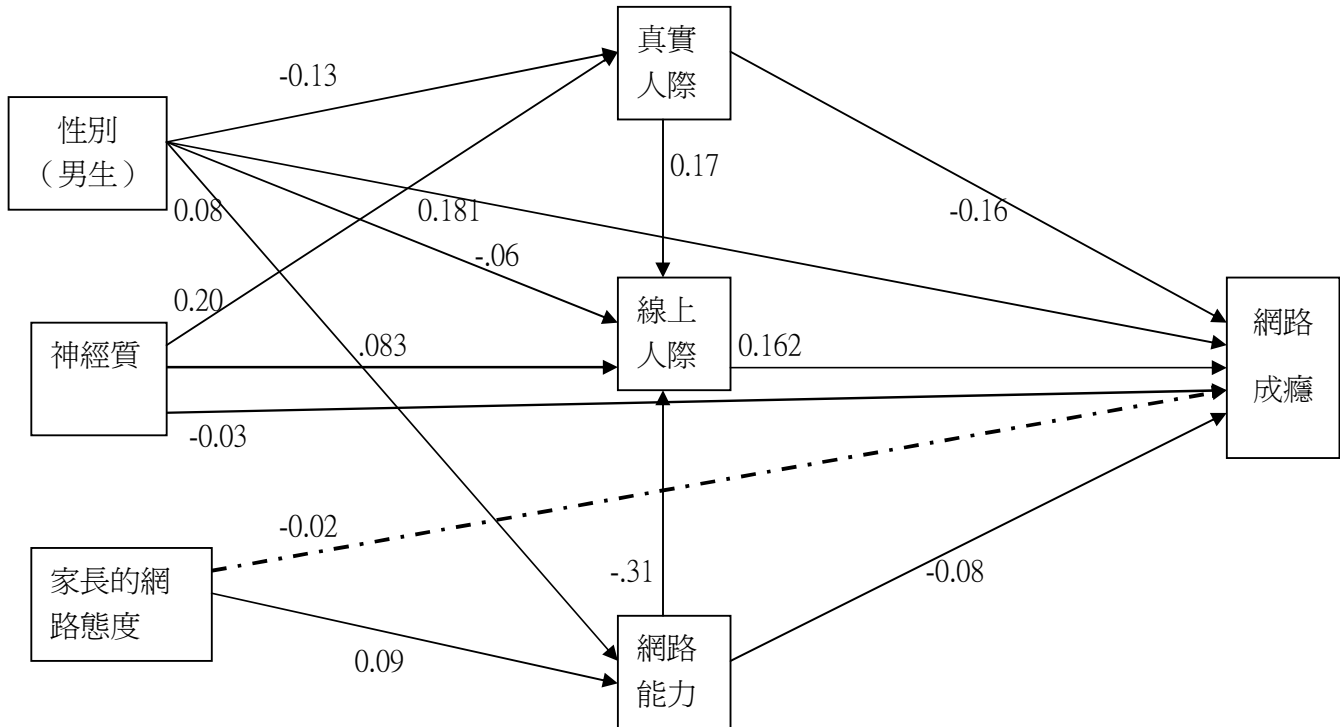 真實
人際
-0.13
性別
（男生）
0.17
0.08
0.181
-0.16
-.06
線上
人際
0.20
神經質
.083
0.162
網路
成癮
-0.03
-0.02
家長的網
路態度
-.31
-0.08
0.09
網路
能力